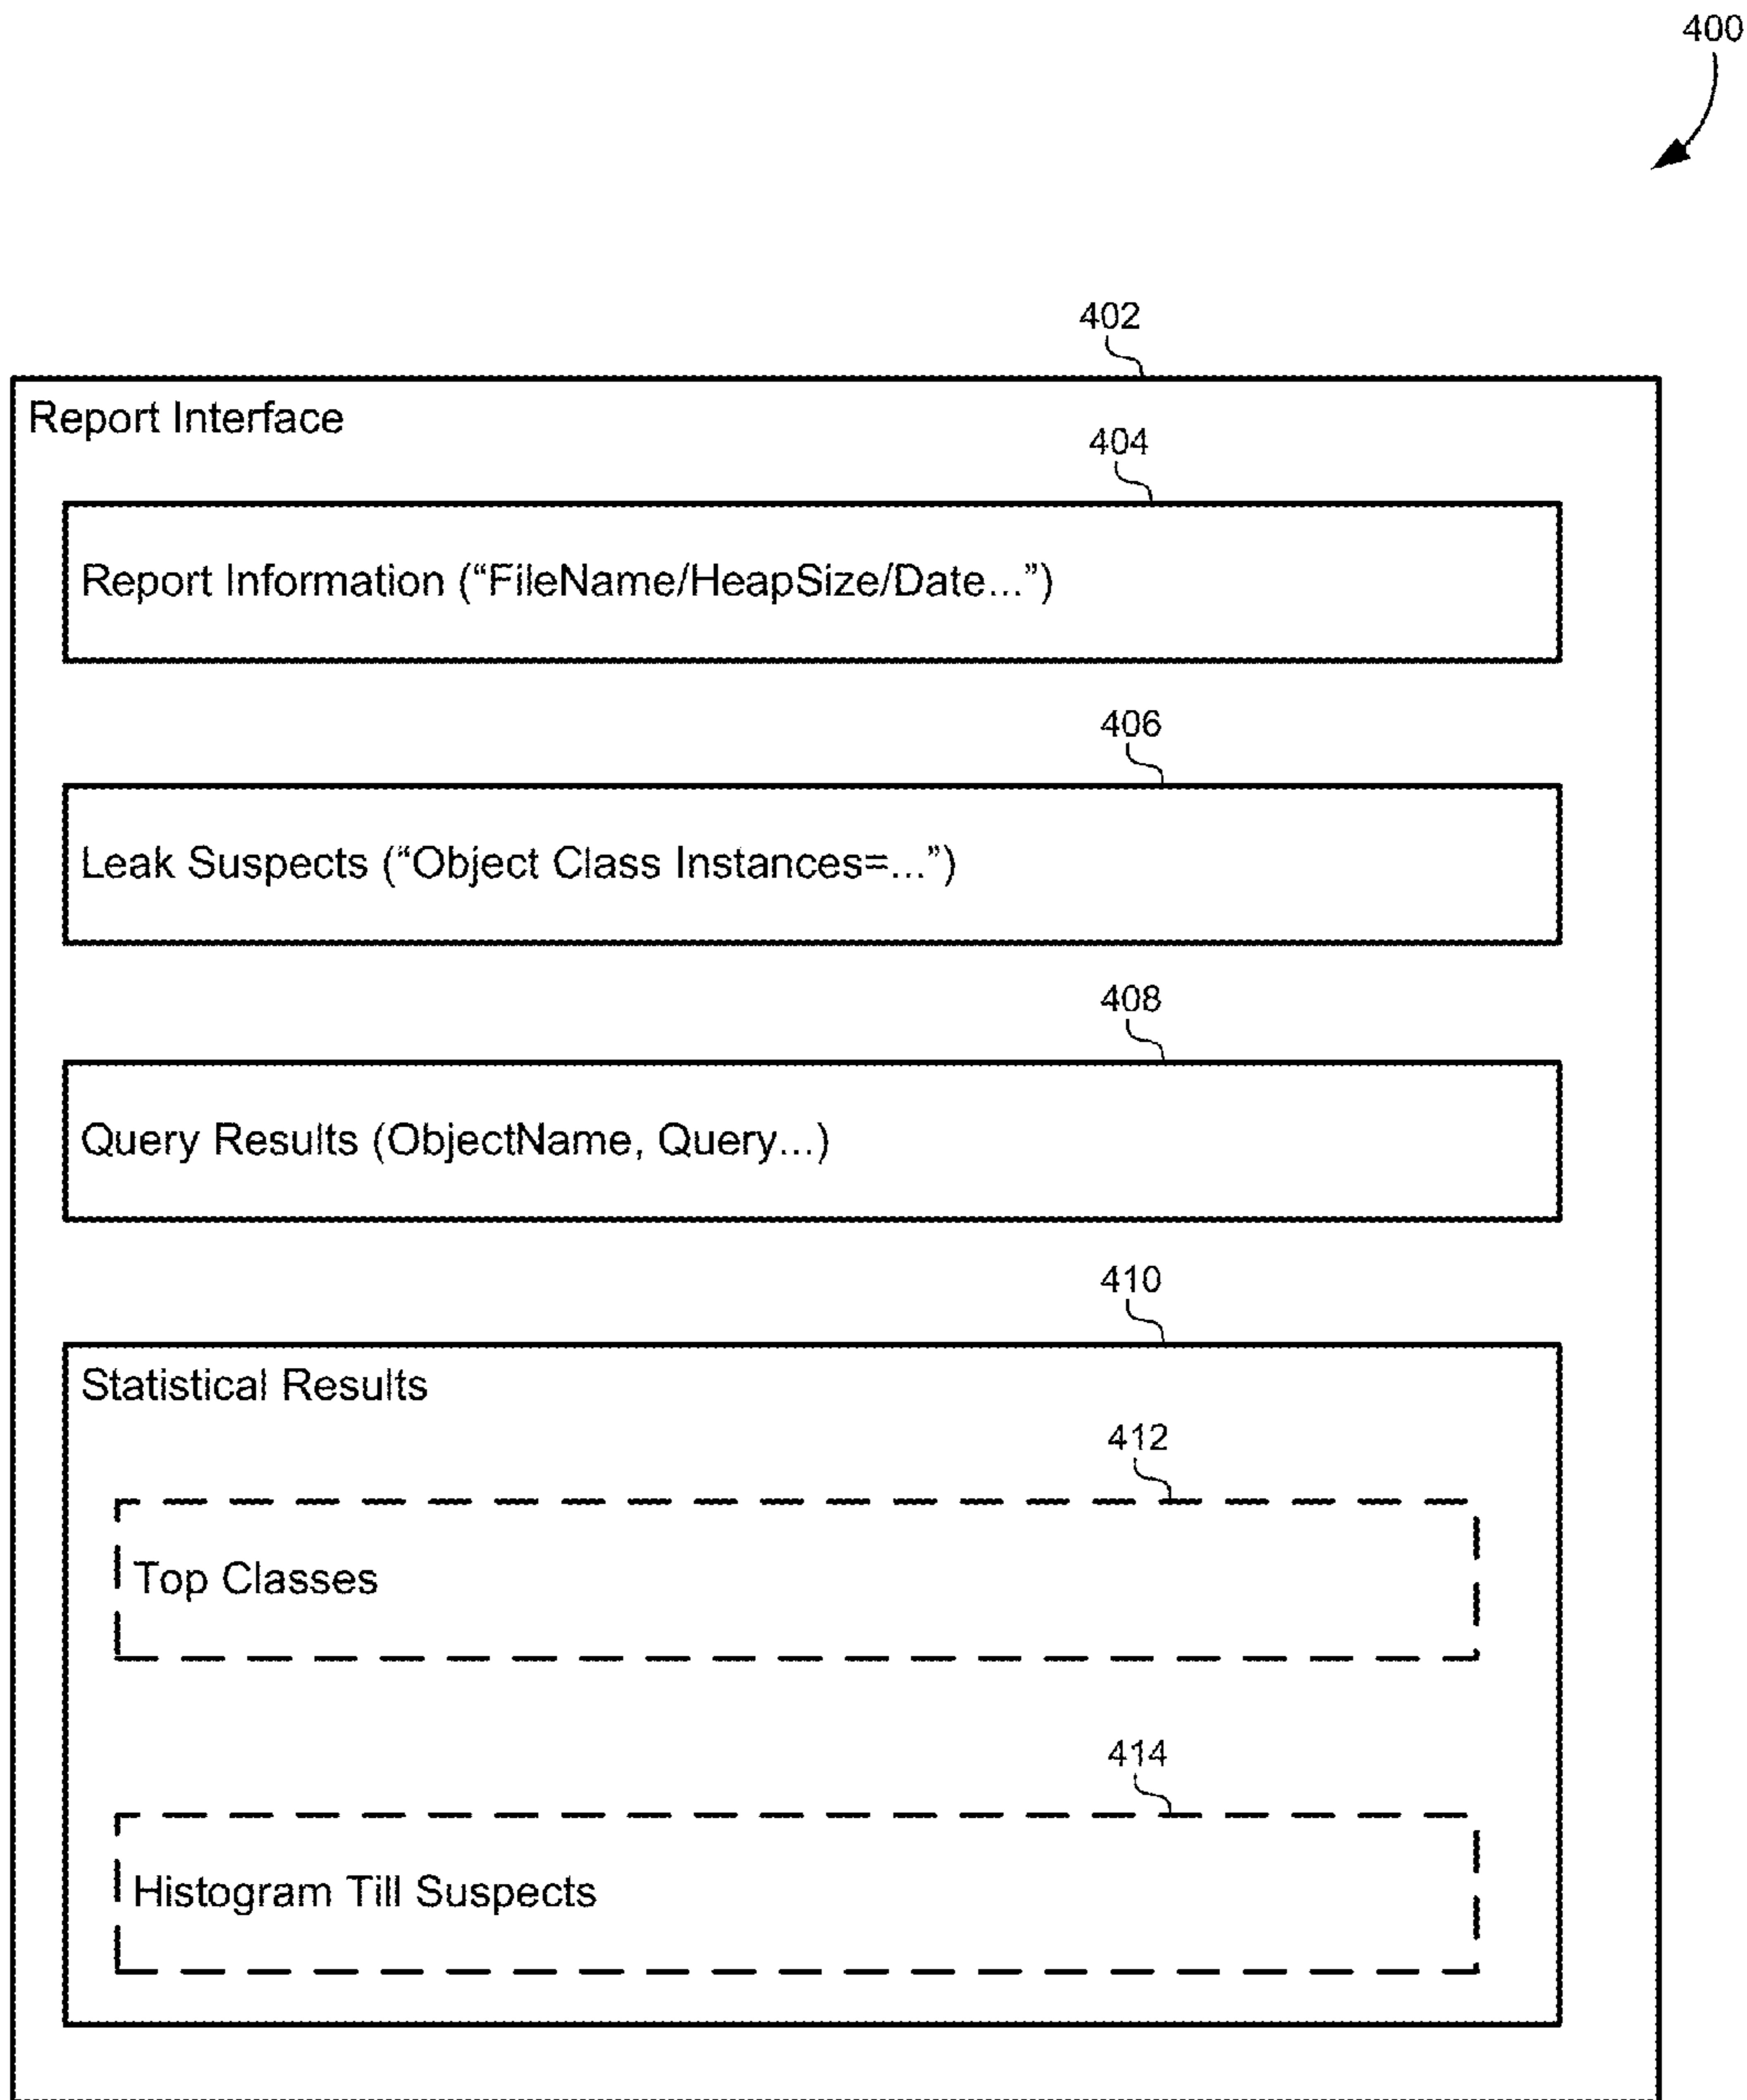 400
402
Report Interface
404
Report Information (“FileName/HeapSize/Date...”)
406
Leak Suspects (“Object Class Instances=...”)
408
Query Results (ObjectName, Query...)
410
Statistical Results
412
Top Classes
414
Histogram Till Suspects